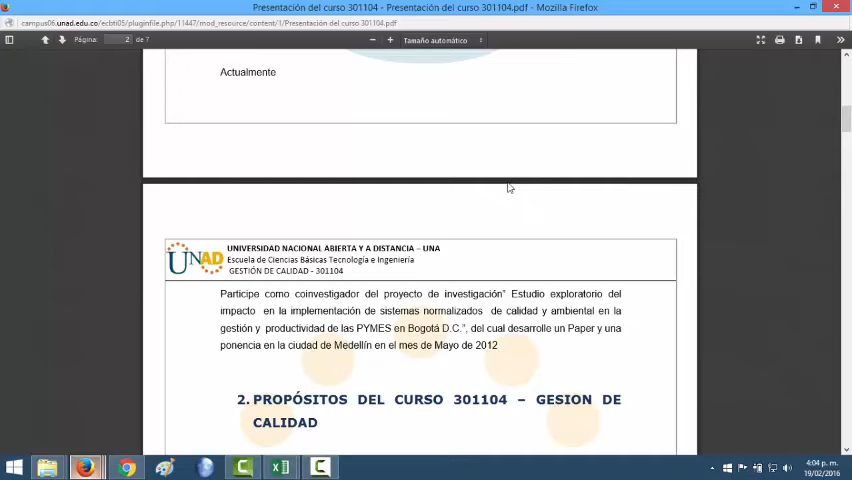 Presentación del curso 301104 - Presentación del curso 301104.pdf - Mozilla Firefox
campus06.unad.edu.co/ecbti05/pluginfile.php/11447/mod_resource/content/1/Presentación del curso 301104.pdf
Página: 2 de 7 Tamaño automático
Actualmente
UNAD
UNIVERSIDAD NACIONAL ABIERTA Y A DISTANCIA – UNA
Escuela de Ciencias Básicas Tecnología e Ingeniería
GESTIÓN DE CALIDAD - 301104
Participe como coinvestigador del proyecto de investigación” Estudio exploratorio del
impacto en la implementación de sistemas normalizados de calidad y ambiental en la
gestión y productividad de las PYMES en Bogotá D.C.”, del cual desarrolle un Paper y una
ponencia en la ciudad de Medellín en el mes de Mayo de 2012
2. PROPÓSITOS DEL CURSO 301104 – GESION DE
CALIDAD
4:04 p. m.
19/02/2016